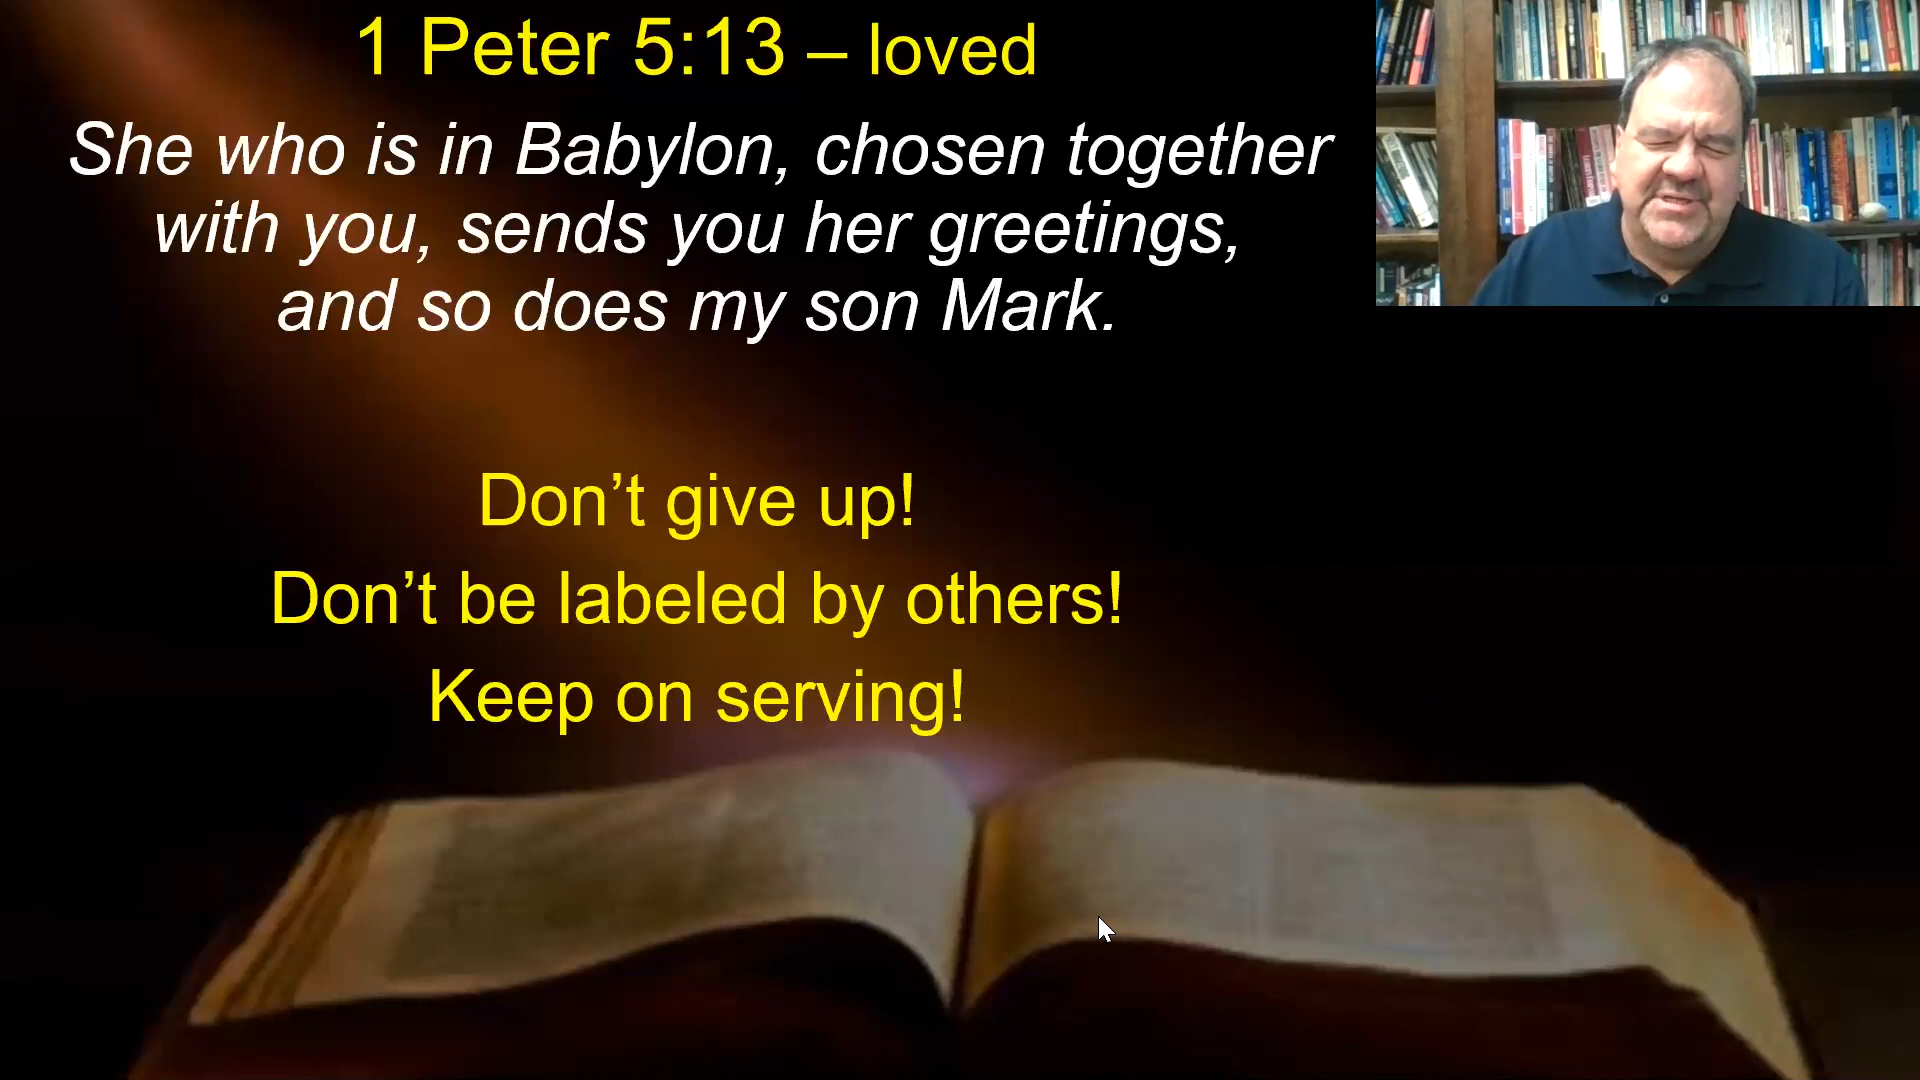 1 Peter 5:13 – loved
She who is in Babylon, chosen together
with you, sends you her greetings,
and so does my son Mark.
Don’t give up!
Don’t be labeled by others!
Keep on serving!